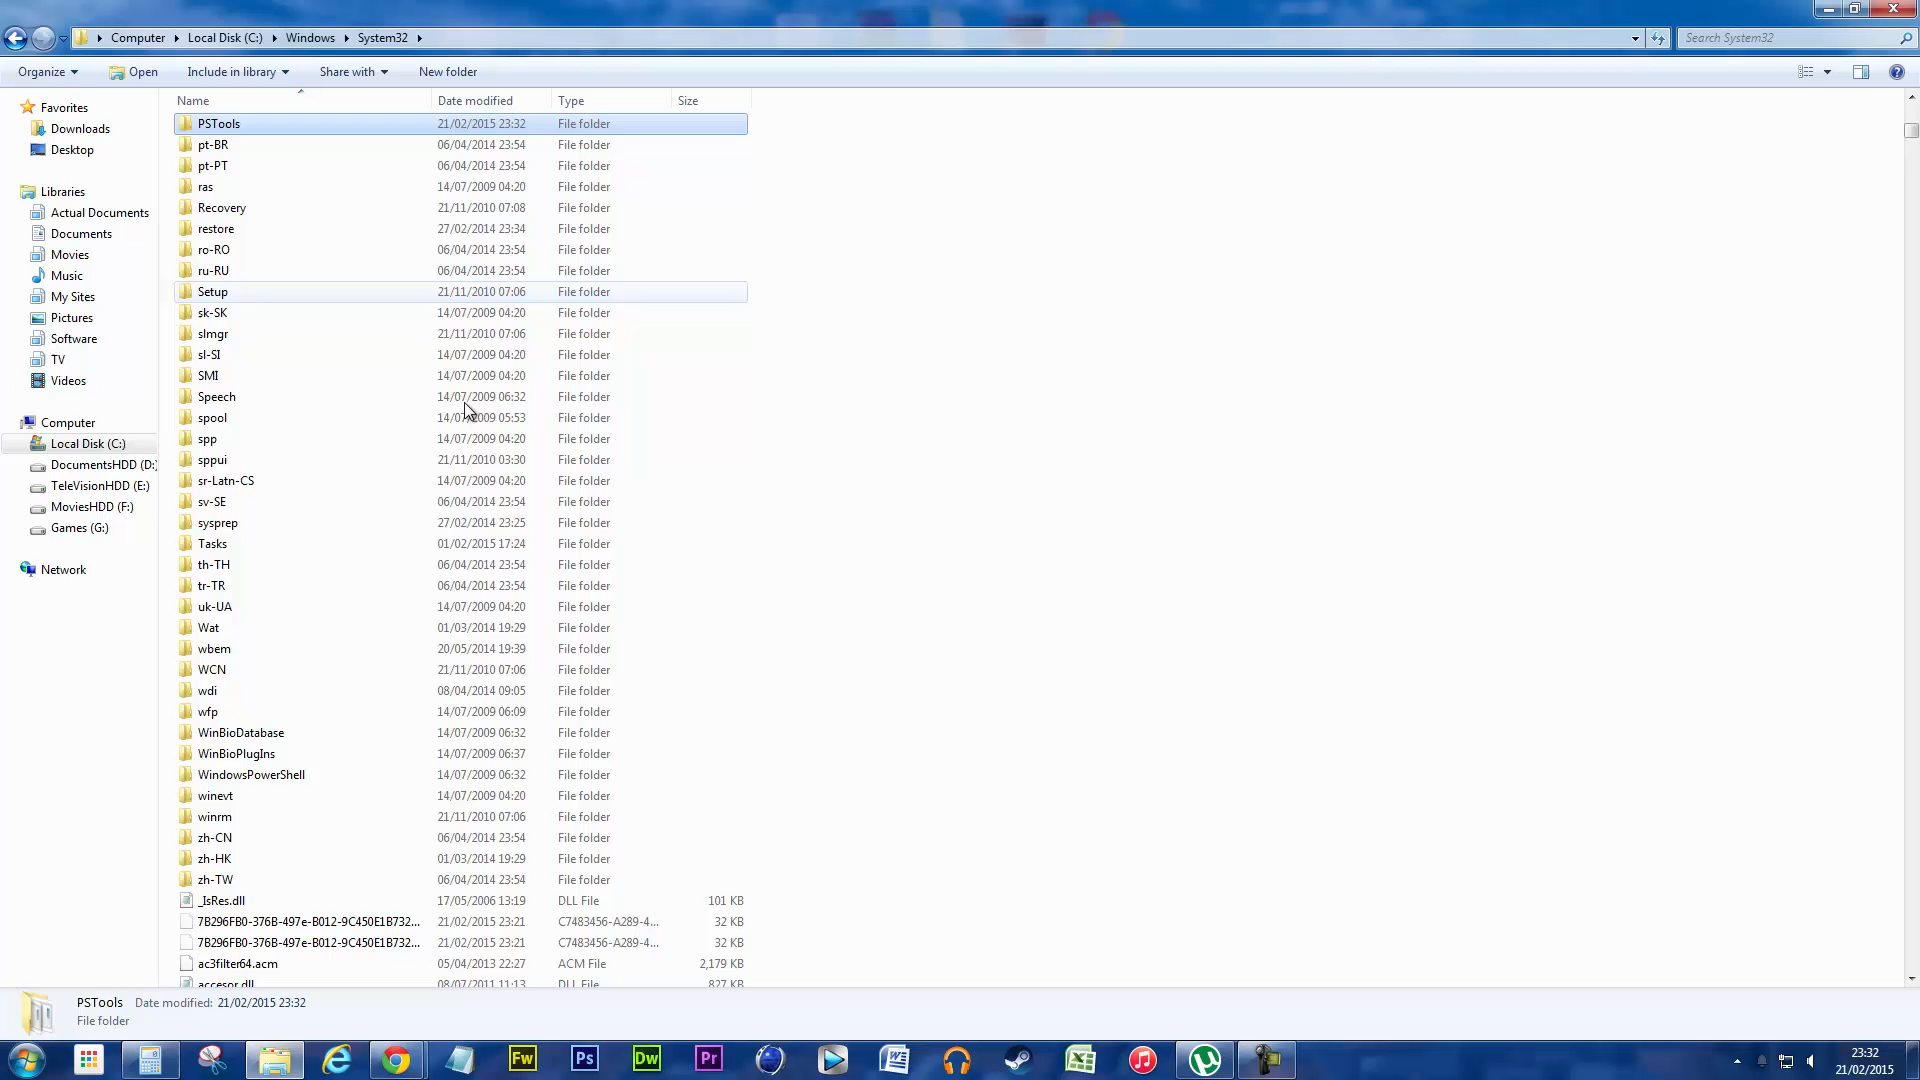 Computer Local Disk (C:) Windows System32 Search System32
Organize Open Include in library Share with New folder
Name Date modified Type Size
Favorites
Downloads
Desktop
Libraries
Actual Documents
Documents
Movies
Music
My Sites
Pictures
Software
TV
Videos
Computer
Local Disk (C:)
DocumentsHDD (D:)
TeleVisionHDD (E:)
MoviesHDD (F:)
Games (G:)
Network
PSTools 21/02/2015 23:32 File folder
pt-BR 06/04/2014 23:54 File folder
pt-PT 06/04/2014 23:54 File folder
ras 14/07/2009 04:20 File folder
Recovery 21/11/2010 07:08 File folder
restore 27/02/2014 23:34 File folder
ro-RO 06/04/2014 23:54 File folder
ru-RU 06/04/2014 23:54 File folder
Setup 21/11/2010 07:06 File folder
sk-SK 14/07/2009 04:20 File folder
slmgr 21/11/2010 07:06 File folder
sl-SI 14/07/2009 04:20 File folder
SMI 14/07/2009 04:20 File folder
Speech 14/07/2009 06:32 File folder
spool 14/07/2009 05:53 File folder
spp 14/07/2009 04:20 File folder
sppui 21/11/2010 03:30 File folder
sr-Latn-CS 14/07/2009 04:20 File folder
sv-SE 06/04/2014 23:54 File folder
sysprep 27/02/2014 23:25 File folder
Tasks 01/02/2015 17:24 File folder
th-TH 06/04/2014 23:54 File folder
tr-TR 06/04/2014 23:54 File folder
uk-UA 14/07/2009 04:20 File folder
Wat 01/03/2014 19:29 File folder
wbem 20/05/2014 19:39 File folder
WCN 21/11/2010 07:06 File folder
wdi 08/04/2014 09:05 File folder
wfp 14/07/2009 06:09 File folder
WinBioDatabase 14/07/2009 06:32 File folder
WinBioPlugIns 14/07/2009 06:37 File folder
WindowsPowerShell 14/07/2009 06:32 File folder
winevt 14/07/2009 04:20 File folder
winrm 21/11/2010 07:06 File folder
zh-CN 06/04/2014 23:54 File folder
zh-HK 01/03/2014 19:29 File folder
zh-TW 06/04/2014 23:54 File folder
_IsRes.dll 17/05/2006 13:19 DLL File 101 KB
7B296FB0-376B-497e-B012-9C450E1B732... 21/02/2015 23:21 C7483456-A289-4... 32 KB
7B296FB0-376B-497e-B012-9C450E1B732... 21/02/2015 23:21 C7483456-A289-4... 32 KB
ac3filter64.acm 05/04/2013 22:27 ACM File 2,179 KB
accesor.dll 08/07/2011 11:13 DLL File 827 KB
PSTools Date modified: 21/02/2015 23:32
File folder
Fw Ps Dw Pr
23:32
21/02/2015